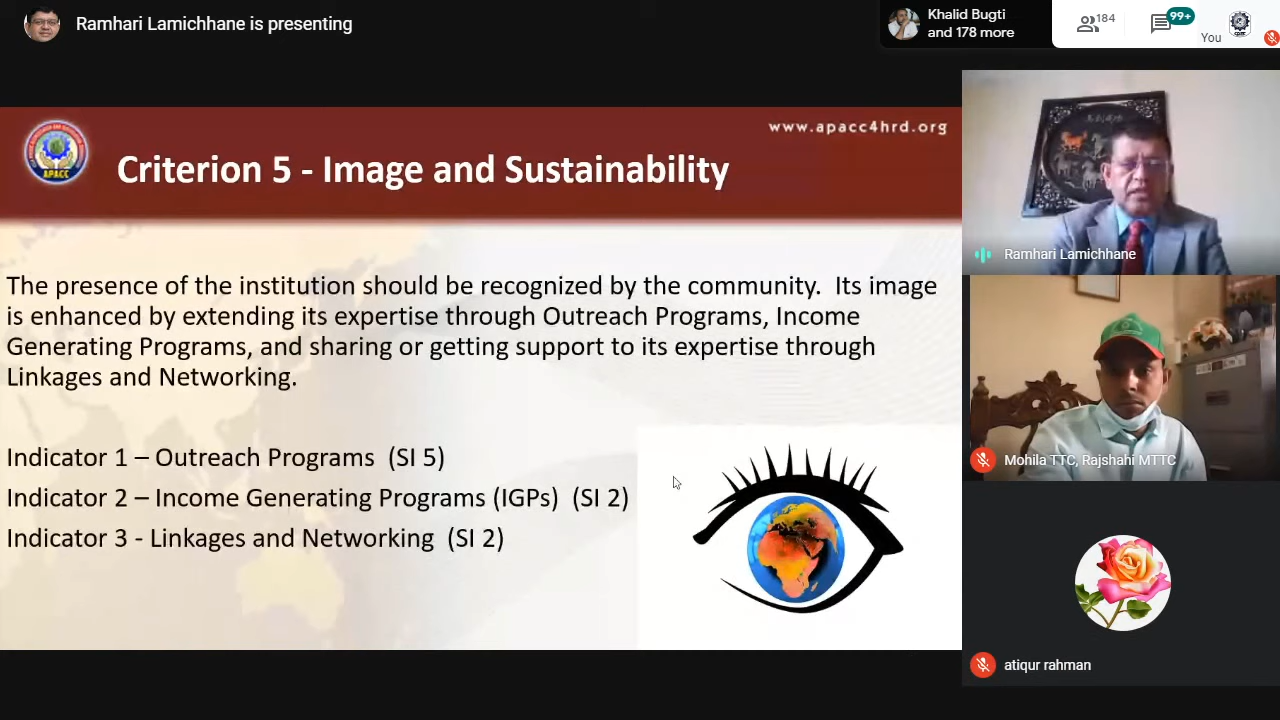 Ramhari Lamichhane is presenting
Khalid Bugti
and 178 more
184
99+
You
www.apacc4hrd.org
APACC
Criterion 5 - Image and Sustainability
The presence of the institution should be recognized by the community.  Its image
is enhanced by extending its expertise through Outreach Programs, Income
Generating Programs, and sharing or getting support to its expertise through
Linkages and Networking.
Indicator 1 – Outreach Programs  (SI 5)
Indicator 2 – Income Generating Programs (IGPs)  (SI 2)
Indicator 3 - Linkages and Networking  (SI 2)
Ramhari Lamichhane
Mohila TTC, Rajshahi MTTC
atiqur rahman